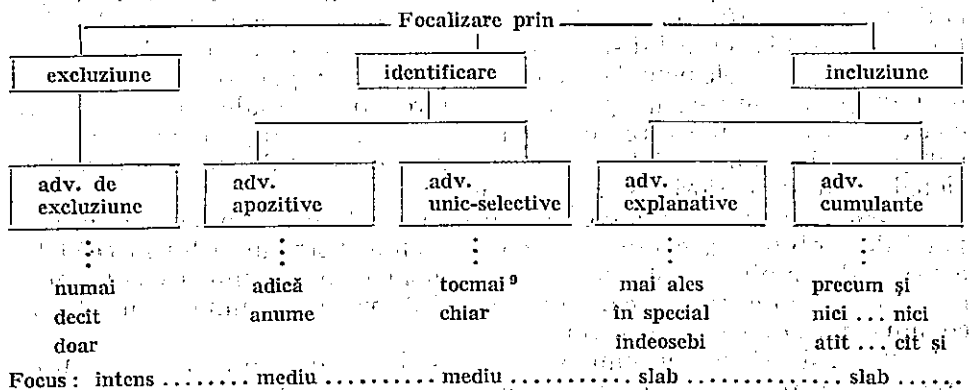 Focalizare prin
excluziune identificare incluziune
adv. de adv. adv. adv. adv.
excluziune apozitive unic-selective explanative cumulante
numai adică tocmai⁹ mai ales precum și
decît anume chiar în special nici ... nici
doar îndeosebi atît ... cît și
Focus: intens ........ mediu .......... mediu .......... slab .......... slab ......